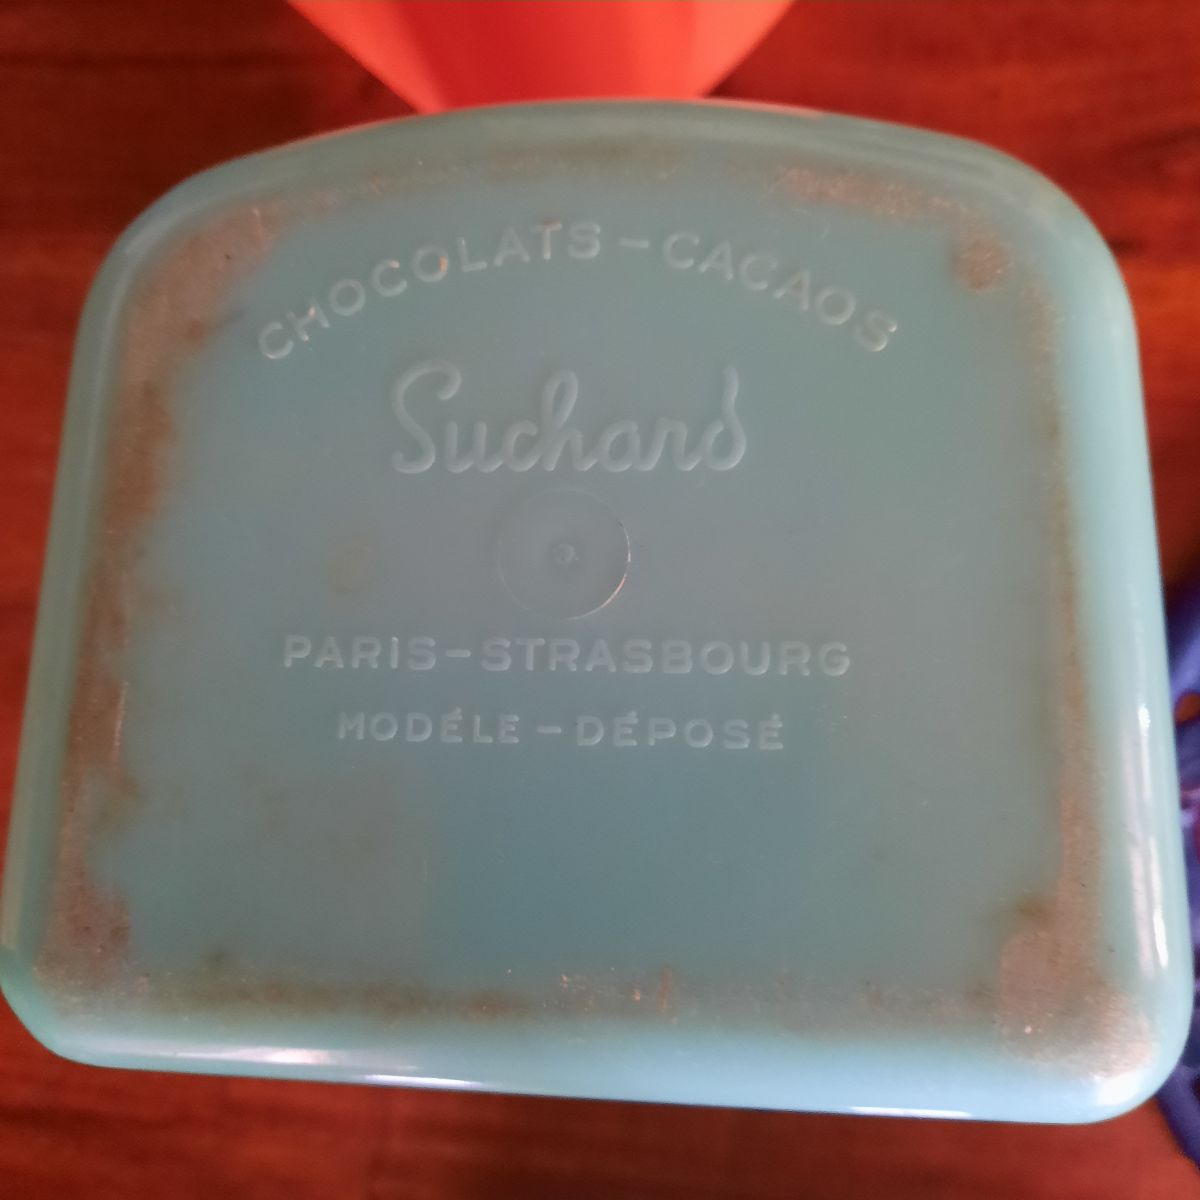 CHOCOLATS-CACAOS
Suchard
PARIS-STRASBOURG
MODÉLE-DÉPOSÉ